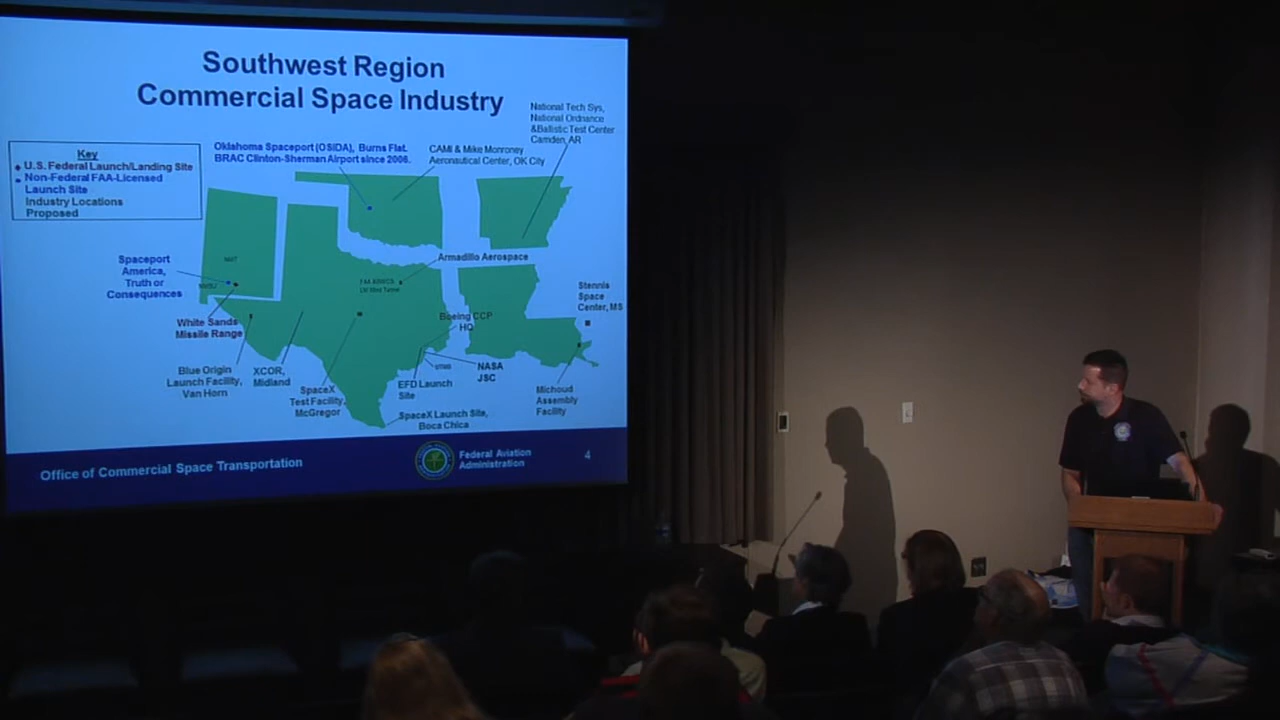 Southwest Region
Commercial Space Industry
National Tech Sys,
National Ordnance
&Ballistic Test Center
Camden, AR
Key
U.S. Federal Launch/Landing Site
Non-Federal FAA-Licensed
Launch Site
Industry Locations
Proposed
Oklahoma Spaceport (OSIDA), Burns Flat.
BRAC Clinton-Sherman Airport since 2006.
CAMI & Mike Monroney
Aeronautical Center, OK City
Spaceport
America,
Truth or
Consequences
Armadillo Aerospace
Stennis
Space
Center, MS
White Sands
Missile Range
Boeing CCP
HQ
Blue Origin
Launch Facility,
Van Horn
XCOR,
Midland
SpaceX
Test Facility,
McGregor
EFD Launch
Site
NASA
JSC
Michoud
Assembly
Facility
SpaceX Launch Site,
Boca Chica
Office of Commercial Space Transportation
Federal Aviation
Administration
4